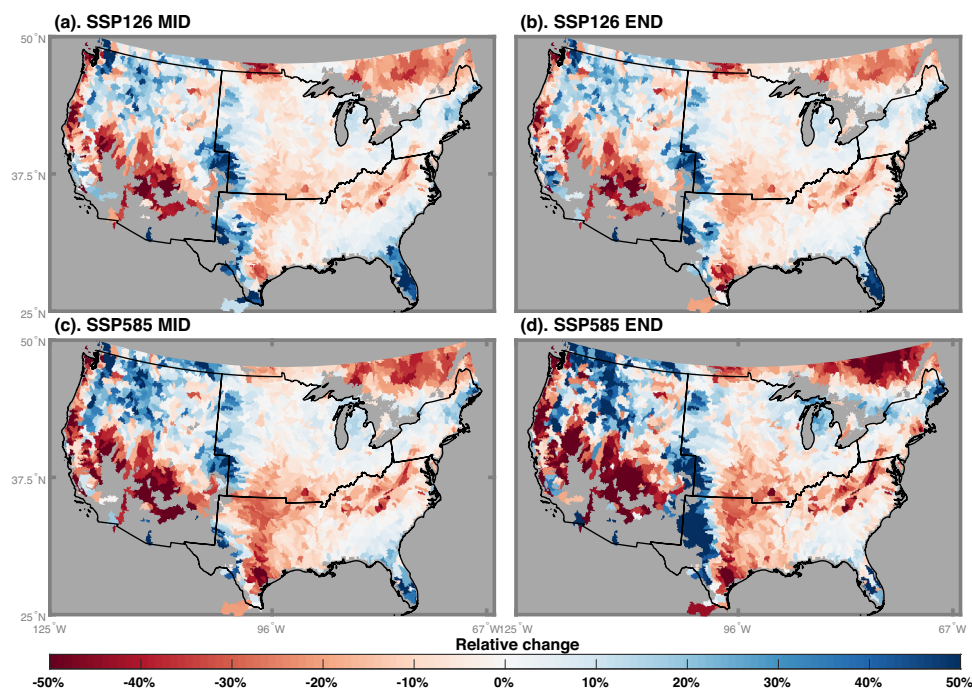 (a). SSP126 MID
(b). SSP126 END
50°N
37.5°N
25°N
(c). SSP585 MID
(d). SSP585 END
50°N
37.5°N
25°N
125°W 96°W 67°W 125°W 96°W 67°W
Relative change
-50% -40% -30% -20% -10% 0% 10% 20% 30% 40% 50%